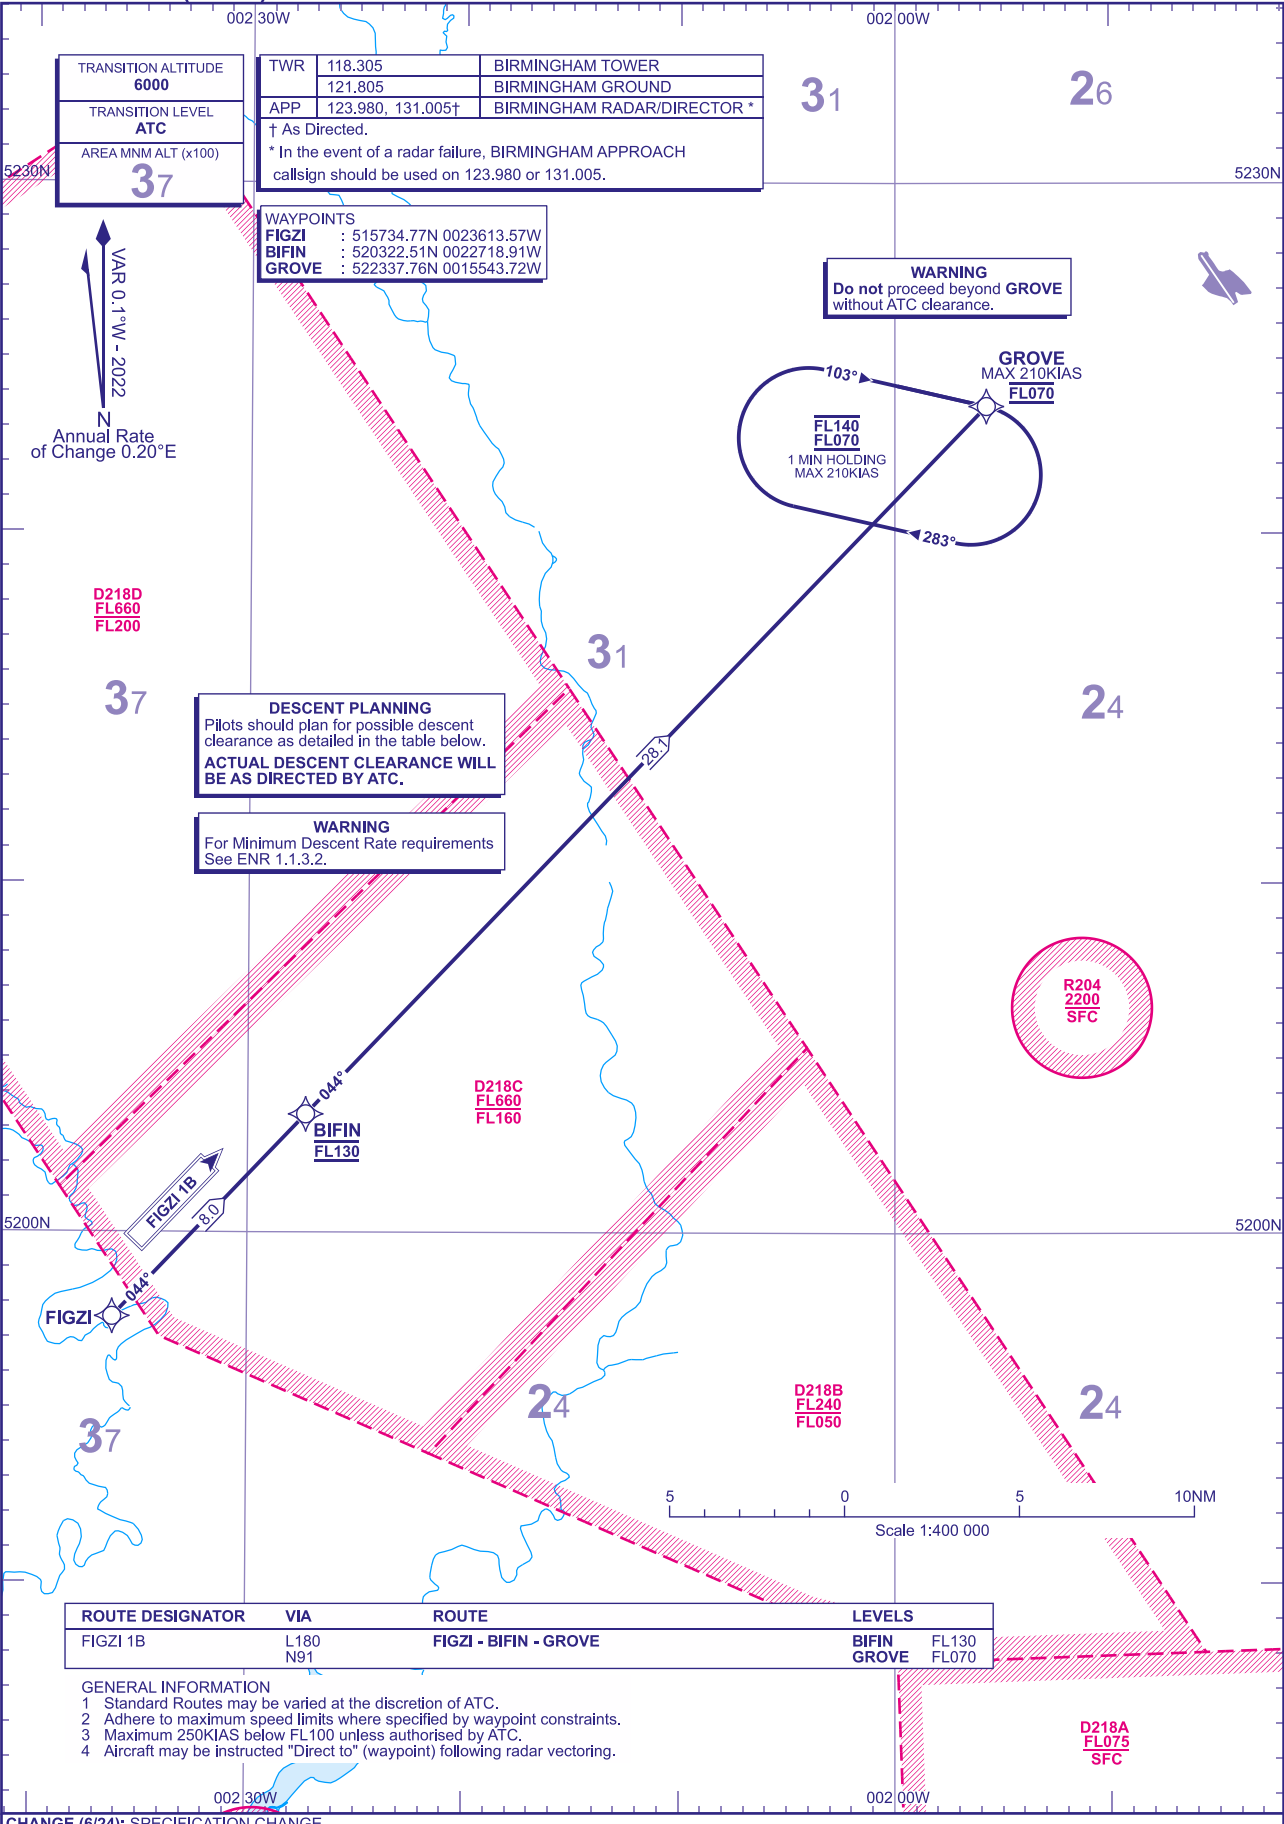 002 30W
002 00W
TRANSITION ALTITUDE
6000
TRANSITION LEVEL
ATC
AREA MNM ALT (x100)
37
TWR 118.305 BIRMINGHAM TOWER
121.805 BIRMINGHAM GROUND
APP 123.980, 131.005† BIRMINGHAM RADAR/DIRECTOR *
† As Directed.
* In the event of a radar failure, BIRMINGHAM APPROACH
callsign should be used on 123.980 or 131.005.
31
26
5230N
5230N
WAYPOINTS
FIGZI : 515734.77N 0023613.57W
BIFIN : 520322.51N 0022718.91W
GROVE : 522337.76N 0015543.72W
VAR 0.1°W - 2022
N
Annual Rate
of Change 0.20°E
WARNING
Do not proceed beyond GROVE
without ATC clearance.
GROVE
MAX 210KIAS
FL070
103°
FL140
FL070
1 MIN HOLDING
MAX 210KIAS
283°
D218D
FL660
FL200
31
37
24
DESCENT PLANNING
Pilots should plan for possible descent
clearance as detailed in the table below.
ACTUAL DESCENT CLEARANCE WILL
BE AS DIRECTED BY ATC.
28.1
WARNING
For Minimum Descent Rate requirements
See ENR 1.1.3.2.
R204
2200
SFC
044°
D218C
FL660
FL160
BIFIN
FL130
FIGZI 1B
8.0
5200N
5200N
044°
FIGZI
37
24
D218B
FL240
FL050
24
5 0 5 10NM
Scale 1:400 000
ROUTE DESIGNATOR VIA ROUTE LEVELS
FIGZI 1B L180 FIGZI - BIFIN - GROVE BIFIN FL130
N91 GROVE FL070
GENERAL INFORMATION
1 Standard Routes may be varied at the discretion of ATC.
2 Adhere to maximum speed limits where specified by waypoint constraints.
3 Maximum 250KIAS below FL100 unless authorised by ATC.
4 Aircraft may be instructed "Direct to" (waypoint) following radar vectoring.
D218A
FL075
SFC
002 30W
002 00W
CHANGE (6/24): SPECIFICATION CHANGE